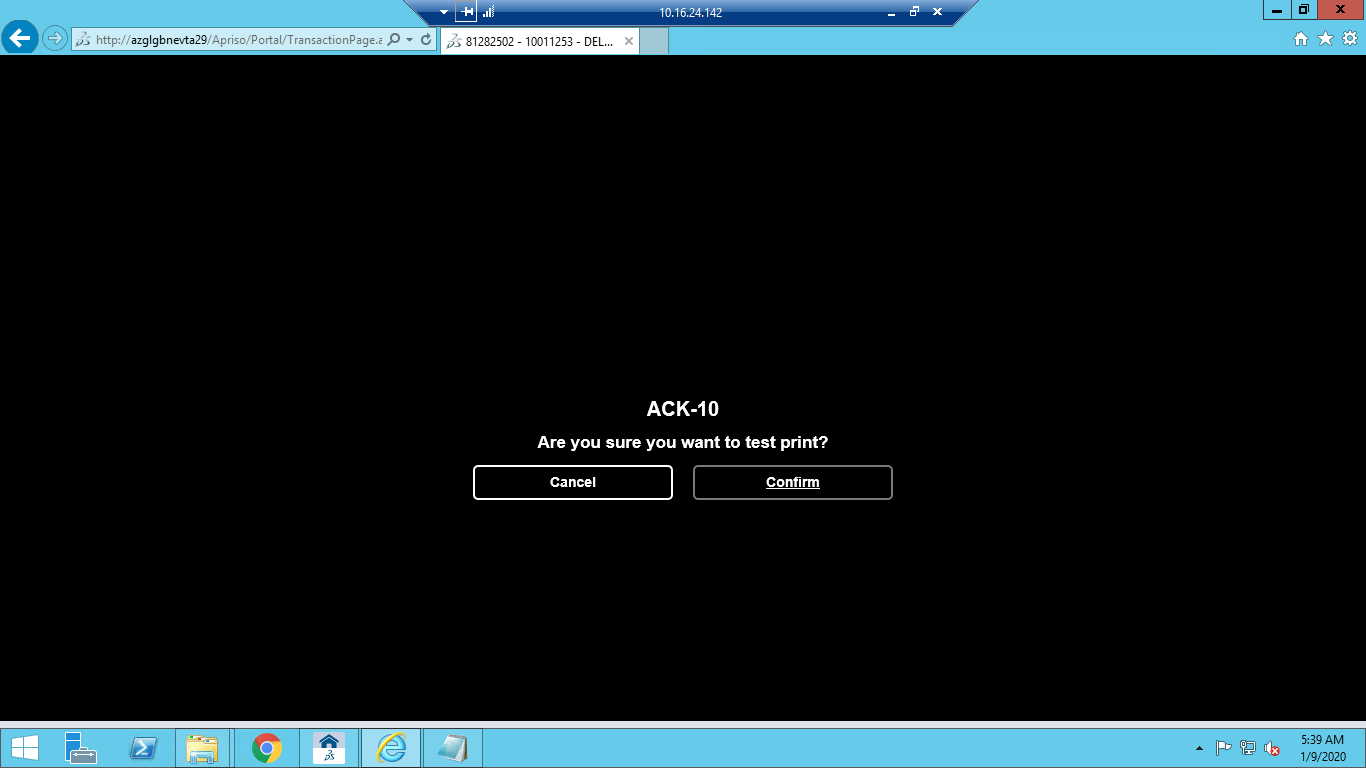 10.16.24.142
http://azglgbnevta29/Apriso/Portal/TransactionPage.a
81282502 - 10011253 - DEL...
ACK-10
Are you sure you want to test print?
Cancel
Confirm
5:39 AM
1/9/2020